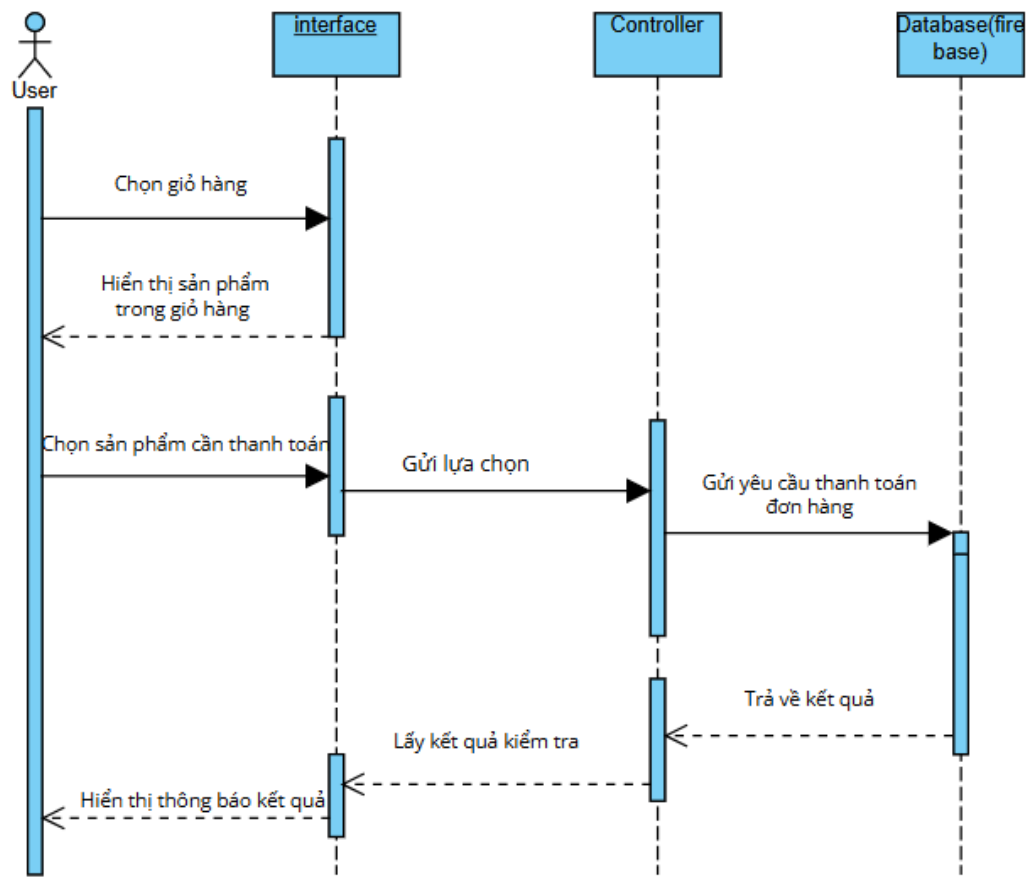 User
interface
Controller
Database(fire
base)
Chọn giỏ hàng
Hiển thị sản phẩm
trong giỏ hàng
Chọn sản phẩm cần thanh toán
Gửi lựa chọn
Gửi yêu cầu thanh toán
đơn hàng
Trả về kết quả
Lấy kết quả kiểm tra
Hiển thị thông báo kết quả